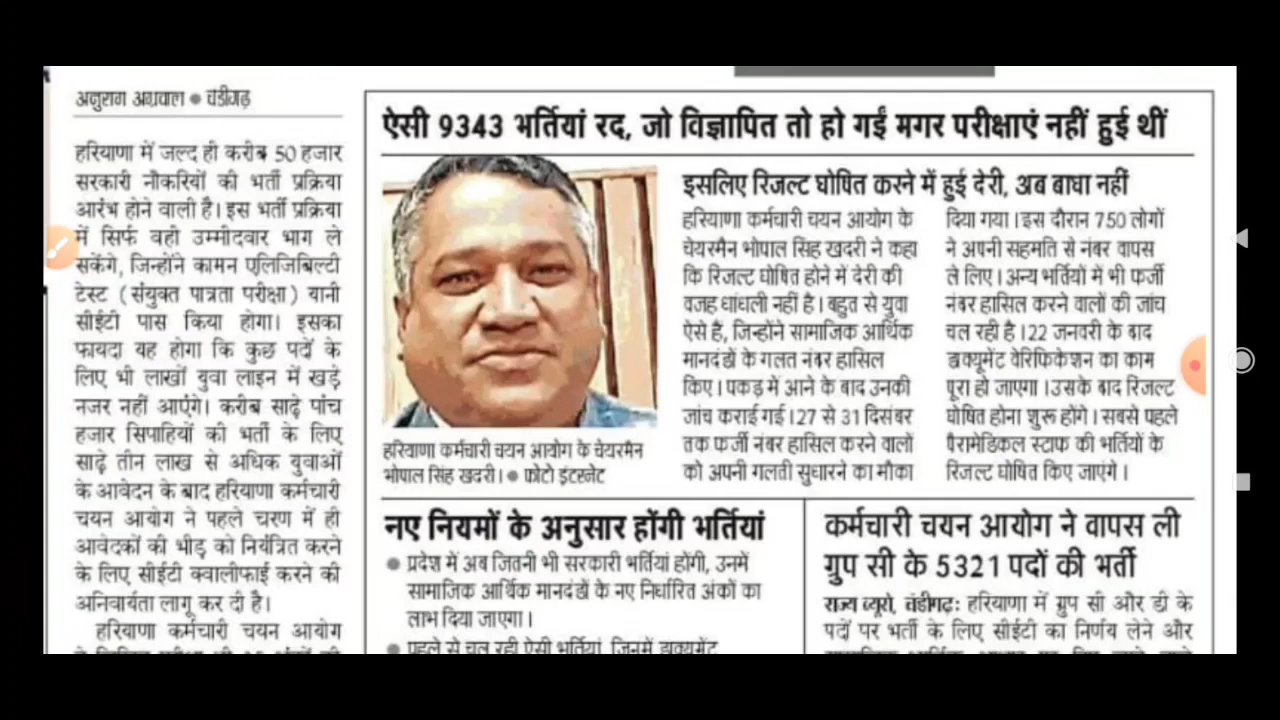 अनुराग अग्रवाल ● चंडीगढ़
हरियाणा में जल्द ही करीब 50 हजार
सरकारी नौकरियों की भर्ती प्रक्रिया
आरंभ होने वाली है। इस भर्ती प्रक्रिया
में सिर्फ वही उम्मीदवार भाग ले
सकेंगे, जिन्होंने कामन एलिजिबिल्टी
टेस्ट (संयुक्त पात्रता परीक्षा) यानी
सीईटी पास किया होगा। इसका
फायदा यह होगा कि कुछ पदों के
लिए भी लाखों युवा लाइन में खड़े
नजर नहीं आएंगे। करीब साढ़े पांच
हजार सिपाहियों की भर्ती के लिए
साढ़े तीन लाख से अधिक युवाओं
के आवेदन के बाद हरियाणा कर्मचारी
चयन आयोग ने पहले चरण में ही
आवेदकों की भीड़ को नियंत्रित करने
के लिए सीईटी क्वालीफाई करने की
अनिवार्यता लागू कर दी है।
हरियाणा कर्मचारी चयन आयोग
ऐसी 9343 भर्तियां रद, जो विज्ञापित तो हो गईं मगर परीक्षाएं नहीं हुई थीं
हरियाणा कर्मचारी चयन आयोग के चेयरमैन
भोपाल सिंह खदरी। ● फोटो इंटरनेट
इसलिए रिजल्ट घोषित करने में हुई देरी, अब बाधा नहीं
हरियाणा कर्मचारी चयन आयोग के
चेयरमैन भोपाल सिंह खदरी ने कहा
कि रिजल्ट घोषित होने में देरी की
वजह धांधली नहीं है। बहुत से युवा
ऐसे हैं, जिन्होंने सामाजिक आर्थिक
मानदंडों के गलत नंबर हासिल
किए। पकड़ में आने के बाद उनकी
जांच कराई गई। 27 से 31 दिसंबर
तक फर्जी नंबर हासिल करने वालों
को अपनी गलती सुधारने का मौका
दिया गया। इस दौरान 750 लोगों
ने अपनी सहमति से नंबर वापस
ले लिए। अन्य भर्तियों में भी फर्जी
नंबर हासिल करने वालों की जांच
चल रही है। 22 जनवरी के बाद
डाक्यूमेंट वेरिफिकेशन का काम
पूरा हो जाएगा। उसके बाद रिजल्ट
घोषित होना शुरू होंगे। सबसे पहले
पैरामेडिकल स्टाफ की भर्तियों के
रिजल्ट घोषित किए जाएंगे।
नए नियमों के अनुसार होंगी भर्तियां
● प्रदेश में अब जितनी भी सरकारी भर्तियां होंगी, उनमें
सामाजिक आर्थिक मानदंडों के नए निर्धारित अंकों का
लाभ दिया जाएगा।
● पहले से चल रही ऐसी भर्तियां, जिनमें डाक्यूमेंट
कर्मचारी चयन आयोग ने वापस ली
ग्रुप सी के 5321 पदों की भर्ती
राज्य ब्यूरो, चंडीगढ़: हरियाणा में ग्रुप सी और डी के
पदों पर भर्ती के लिए सीईटी का निर्णय लेने और